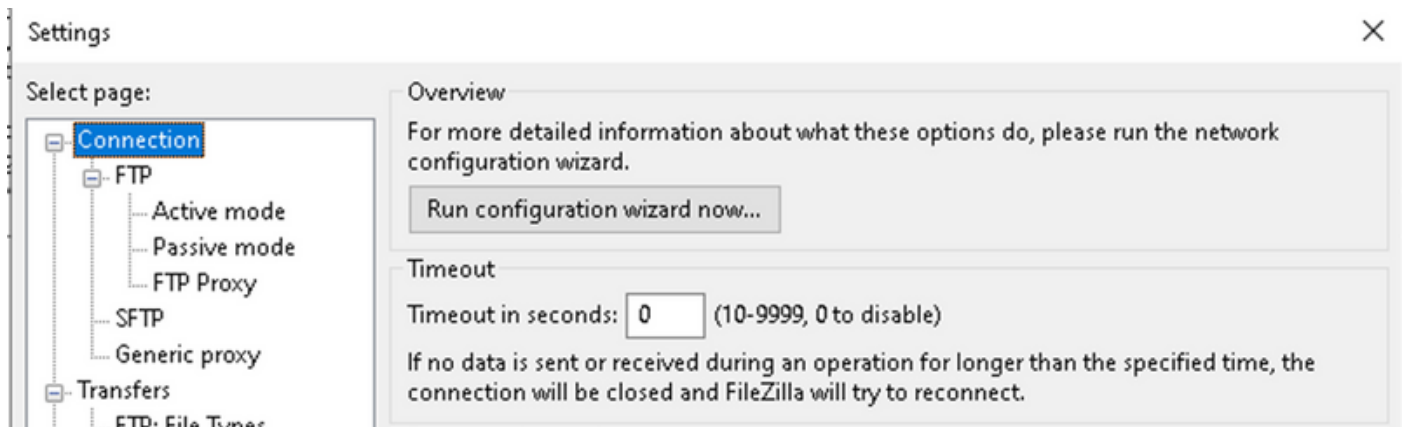 Settings
Select page:
Connection
FTP
Active mode
Passive mode
FTP Proxy
SFTP
Generic proxy
Transfers
FTP: File Types
Overview
For more detailed information about what these options do, please run the network
configuration wizard.
Run configuration wizard now...
Timeout
Timeout in seconds: 0 (10-9999, 0 to disable)
If no data is sent or received during an operation for longer than the specified time, the
connection will be closed and FileZilla will try to reconnect.